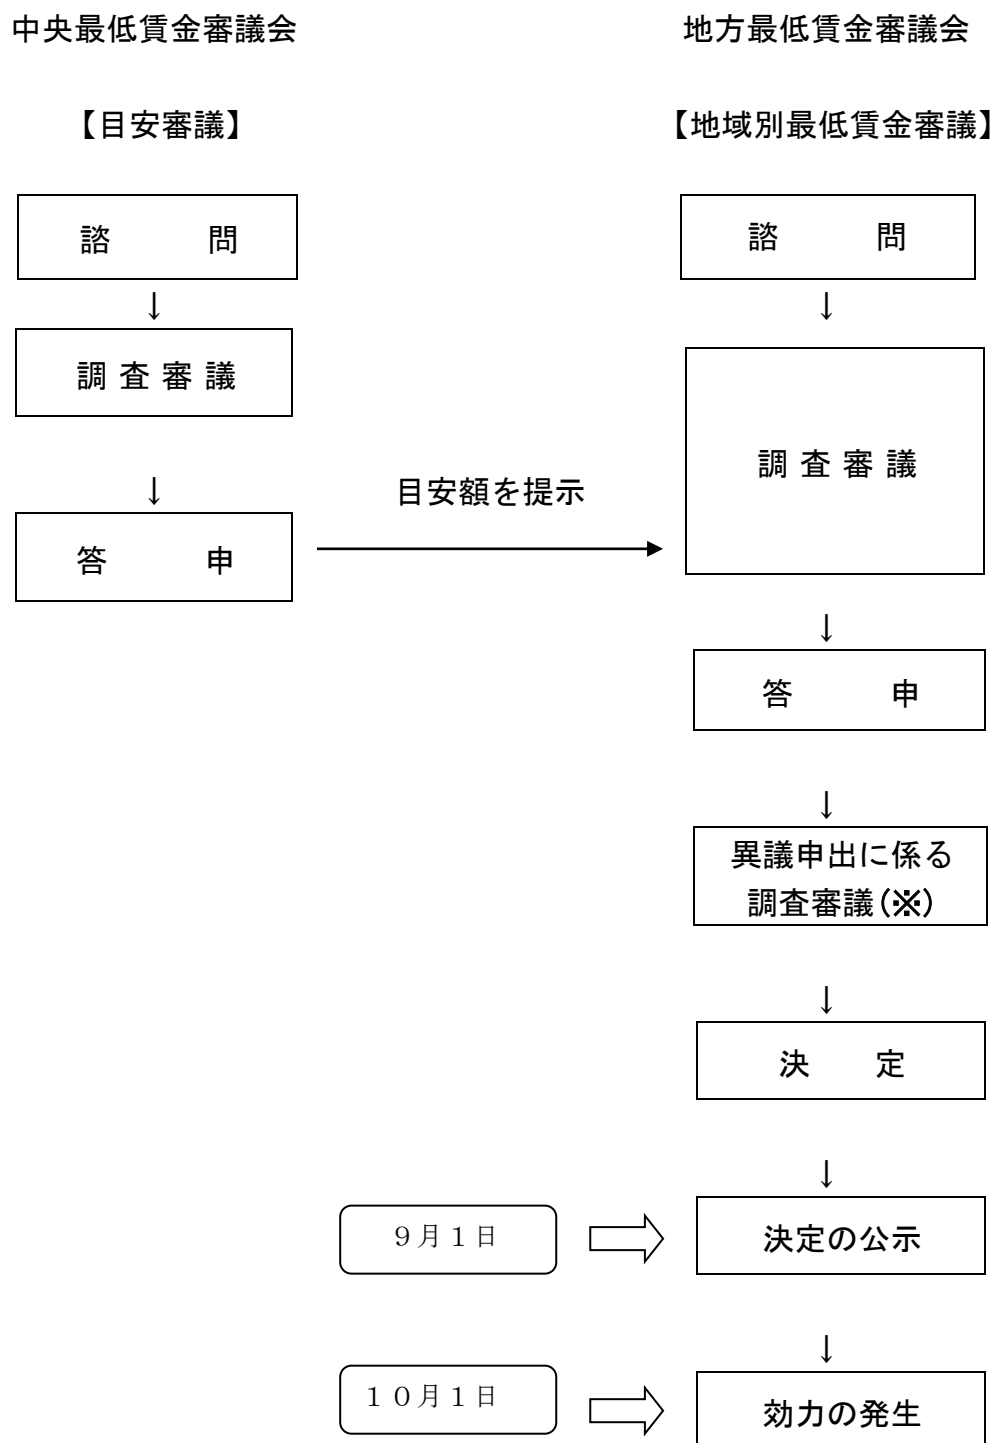 中央最低賃金審議会
地方最低賃金審議会
【目安審議】
【地域別最低賃金審議】
諮問
諮問
↓
↓
調査審議
調査審議
↓
目安額を提示
答申
↓
答申
↓
異議申出に係る
調査審議(※)
↓
決定
↓
9月1日
決定の公示
↓
10月1日
効力の発生